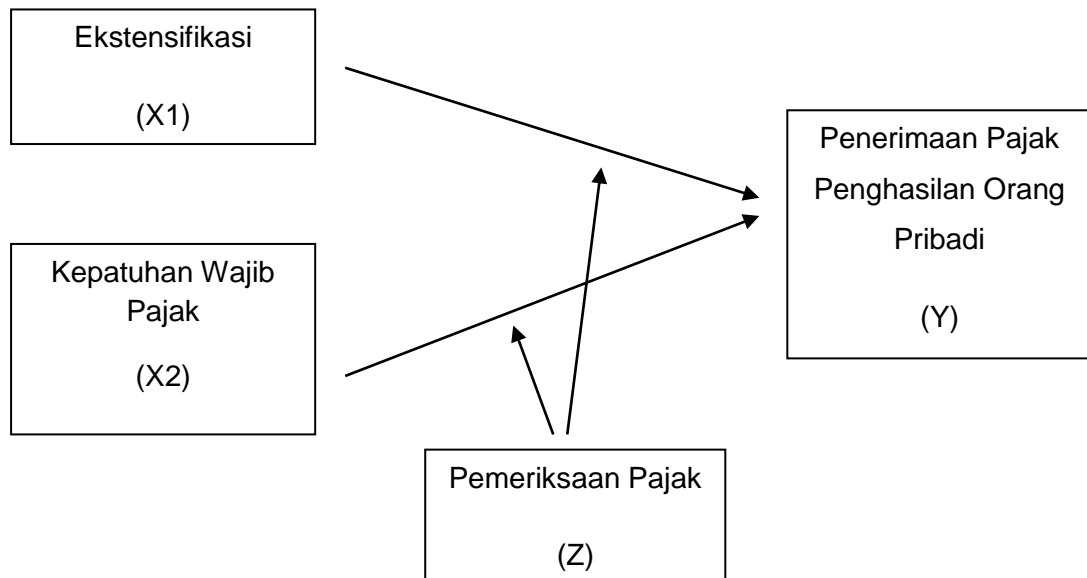 Ekstensifikasi
(X1)
Kepatuhan Wajib
Pajak
(X2)
Penerimaan Pajak
Penghasilan Orang
Pribadi
(Y)
Pemeriksaan Pajak
(Z)